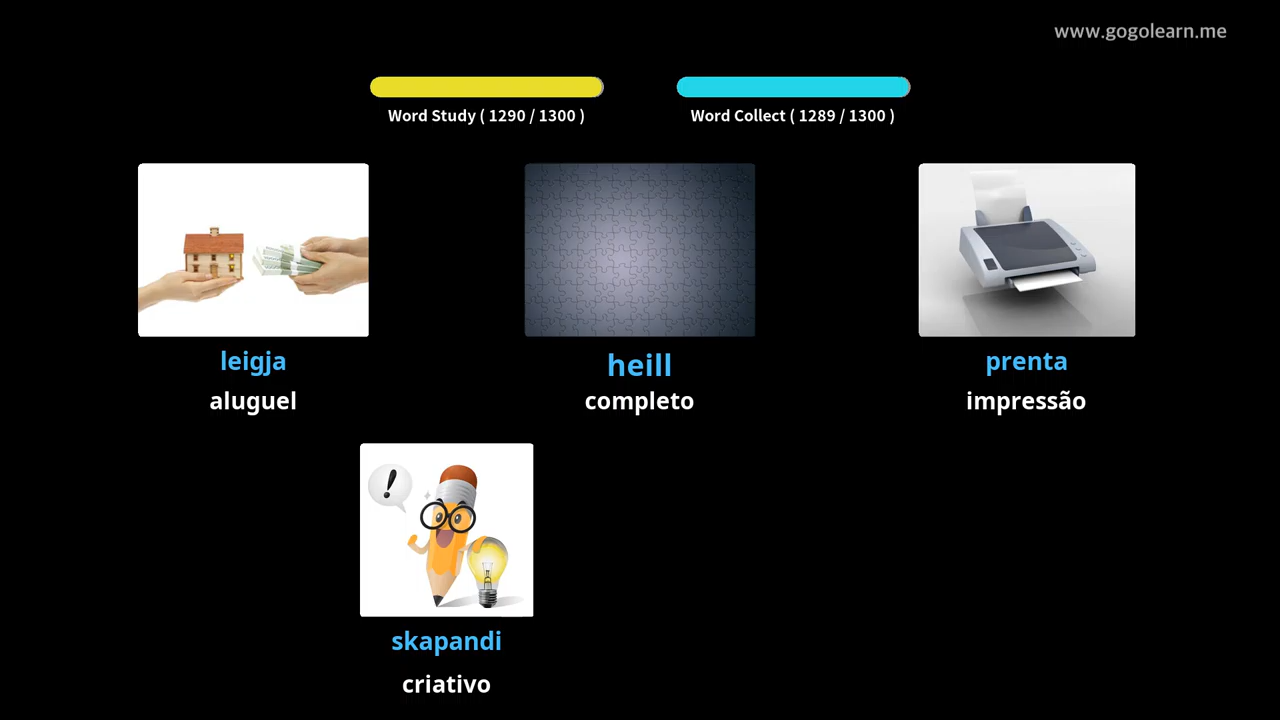 www.gogolearn.me
Word Study ( 1290 / 1300 )
Word Collect ( 1289 / 1300 )
leigja
heill
prenta
aluguel
completo
impressão
!
skapandi
criativo